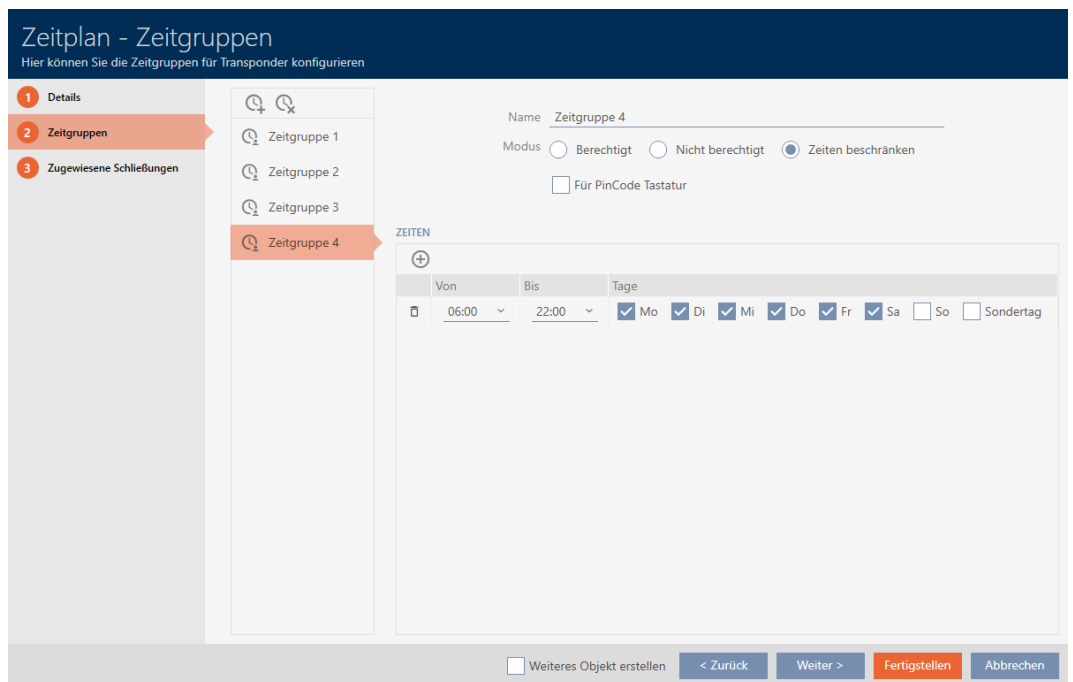 Zeitplan - Zeitgruppen
Hier können Sie die Zeitgruppen für Transponder konfigurieren
1 Details
2 Zeitgruppen
3 Zugewiesene Schließungen
Zeitgruppe 1
Zeitgruppe 2
Zeitgruppe 3
Zeitgruppe 4
Name Zeitgruppe 4
Modus Berechtigt Nicht berechtigt Zeiten beschränken
Für PinCode Tastatur
ZEITEN
Von Bis Tage
06:00 22:00 Mo Di Mi Do Fr Sa So Sondertag
Weiteres Objekt erstellen < Zurück Weiter > Fertigstellen Abbrechen